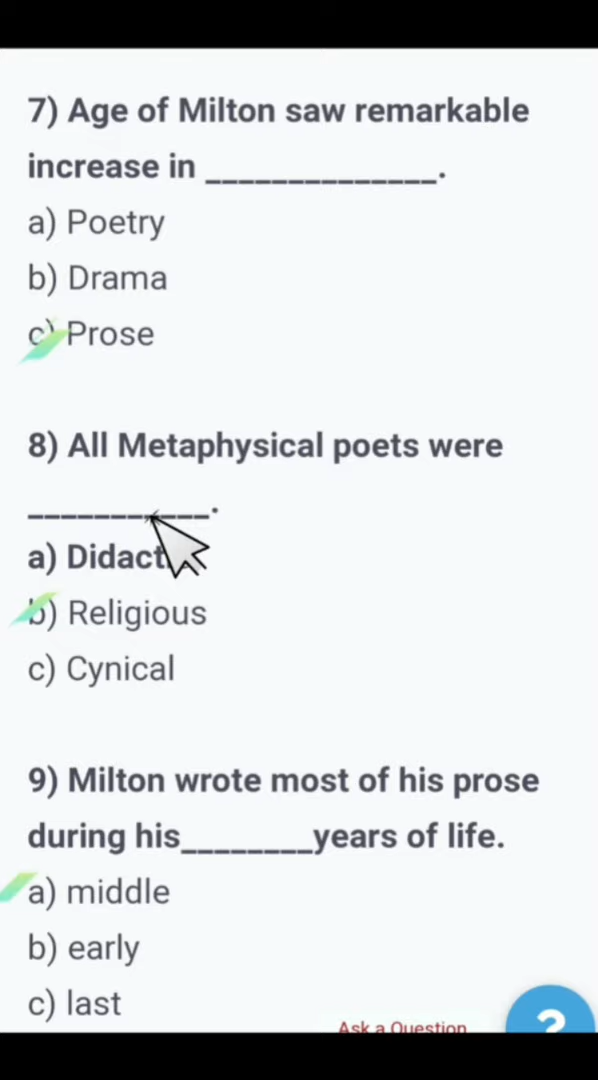 7) Age of Milton saw remarkable
increase in ______________.
a) Poetry
b) Drama
c) Prose
8) All Metaphysical poets were
___________.
a)
b) Religious
c) Cynical
9) Milton wrote most of his prose
during his________years of life.
a) middle
b) early
c) last
Ask a Question
?